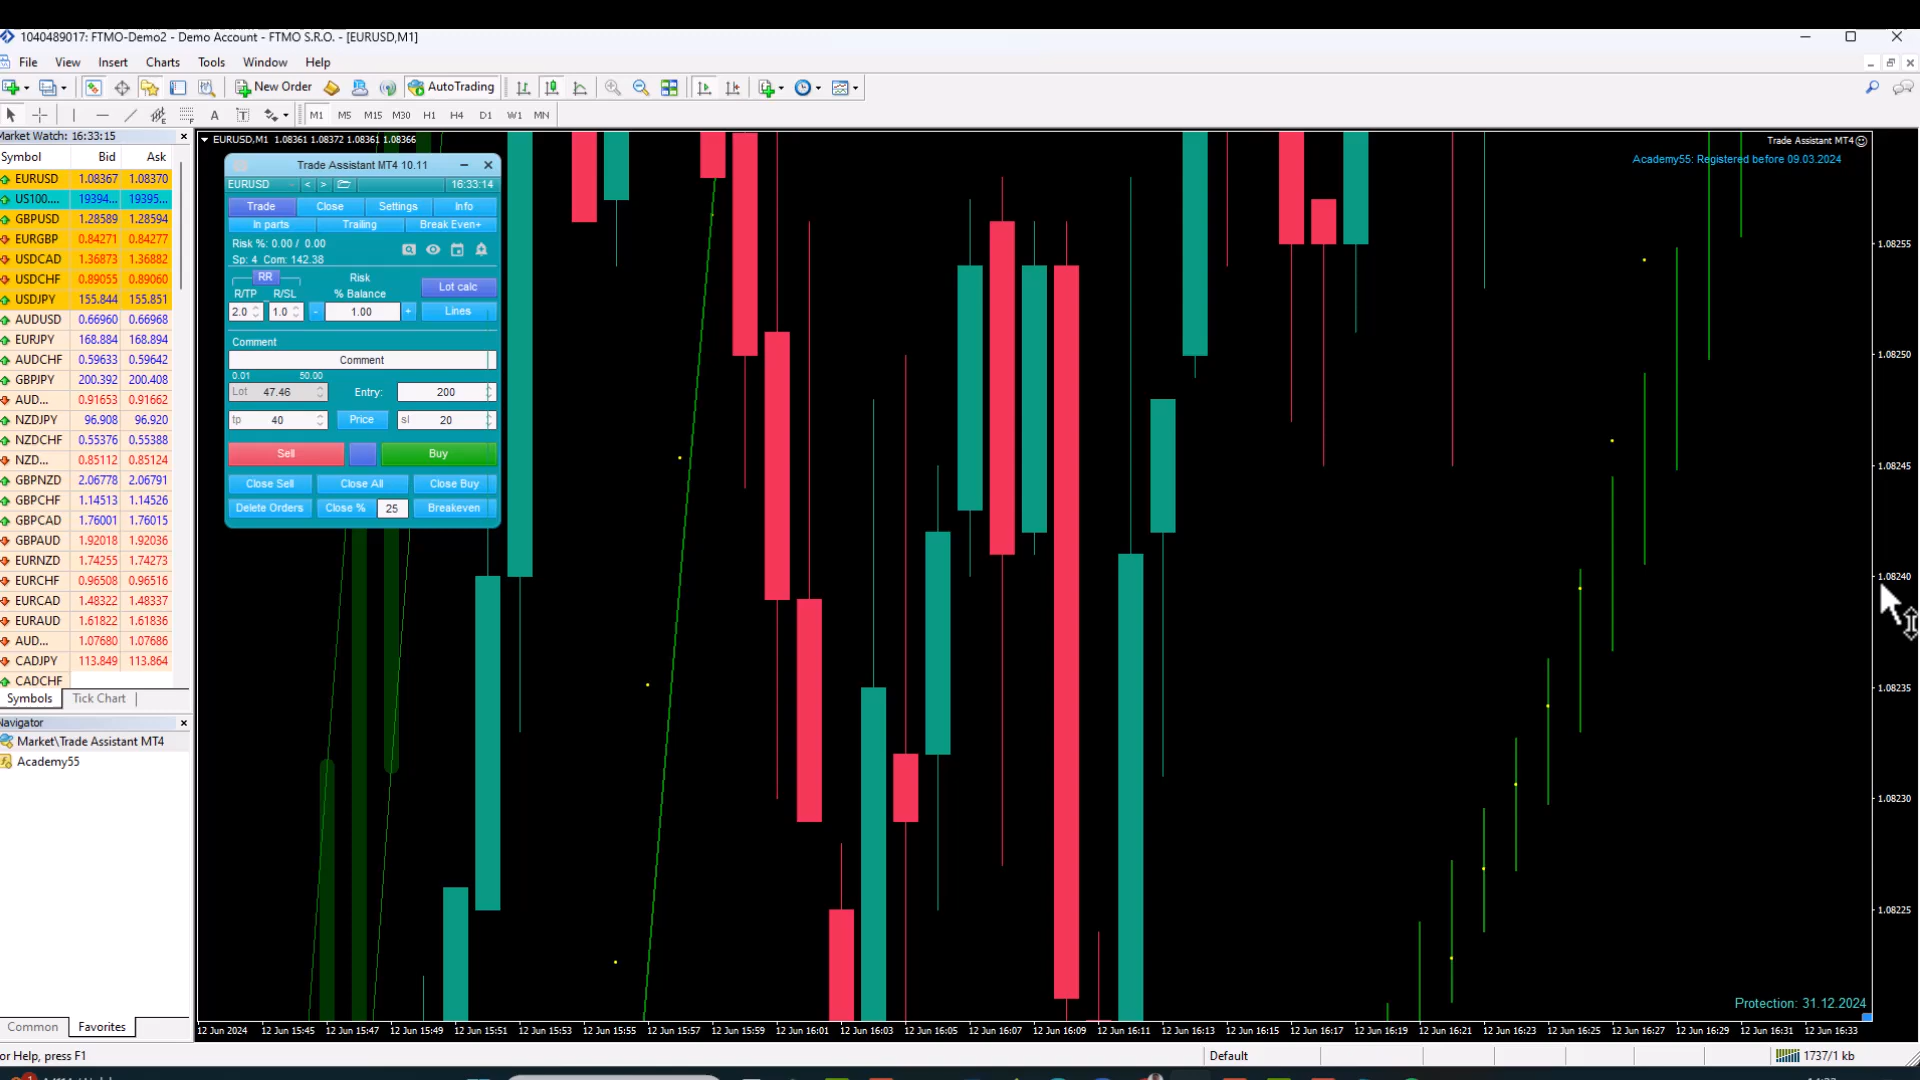 1040489017: FTMO-Demo2 - Demo Account - FTMO S.R.O. - [EURUSD,M1]
File View Insert Charts Tools Window Help
New Order AutoTrading
A T M1 M5 M15 M30 H1 H4 D1 W1 MN
Market Watch: 16:33:15
Symbol Bid Ask
EURUSD 1.08367 1.08370
US100.... 19394... 19395...
GBPUSD 1.28589 1.28594
EURGBP 0.84271 0.84277
USDCAD 1.36873 1.36882
USDCHF 0.89055 0.89060
USDJPY 155.844 155.851
AUDUSD 0.66960 0.66968
EURJPY 168.884 168.894
AUDCHF 0.59633 0.59642
GBPJPY 200.392 200.408
AUD... 0.91653 0.91662
NZDJPY 96.908 96.920
NZDCHF 0.55376 0.55388
NZD... 0.85112 0.85124
GBPNZD 2.06778 2.06791
GBPCHF 1.14513 1.14526
GBPCAD 1.76001 1.76015
GBPAUD 1.92018 1.92036
EURNZD 1.74255 1.74273
EURCHF 0.96508 0.96516
EURCAD 1.48322 1.48337
EURAUD 1.61822 1.61836
AUD... 1.07680 1.07686
CADJPY 113.849 113.864
CADCHF
Symbols Tick Chart
Navigator
Market\Trade Assistant MT4
Academy55
Common Favorites
EURUSD,M1 1.08361 1.08372 1.08361 1.08366
Trade Assistant MT4
Academy55: Registered before 09.03.2024
Trade Assistant MT4 10.11
EURUSD < > 16:33:14
Trade Close Settings Info
In parts Trailing Break Even+
Risk %: 0.00 / 0.00
Sp: 4 Com: 142.38
RR Risk
R/TP R/SL % Balance Lot calc
2.0 1.0 - 1.00 + Lines
Comment
Comment
0.01 50.00
Lot 47.46 Entry: 200
tp 40 Price sl 20
Sell Buy
Close Sell Close All Close Buy
Delete Orders Close % 25 Breakeven
1.08255
1.08250
1.08245
1.08240
1.08235
1.08230
1.08225
Protection: 31.12.2024
12 Jun 2024 12 Jun 15:45 12 Jun 15:47 12 Jun 15:49 12 Jun 15:51 12 Jun 15:53 12 Jun 15:55 12 Jun 15:57 12 Jun 15:59 12 Jun 16:01 12 Jun 16:03 12 Jun 16:05 12 Jun 16:07 12 Jun 16:09 12 Jun 16:11 12 Jun 16:13 12 Jun 16:15 12 Jun 16:17 12 Jun 16:19 12 Jun 16:21 12 Jun 16:23 12 Jun 16:25 12 Jun 16:27 12 Jun 16:29 12 Jun 16:31 12 Jun 16:33
or Help, press F1 Default 1737/1 kb